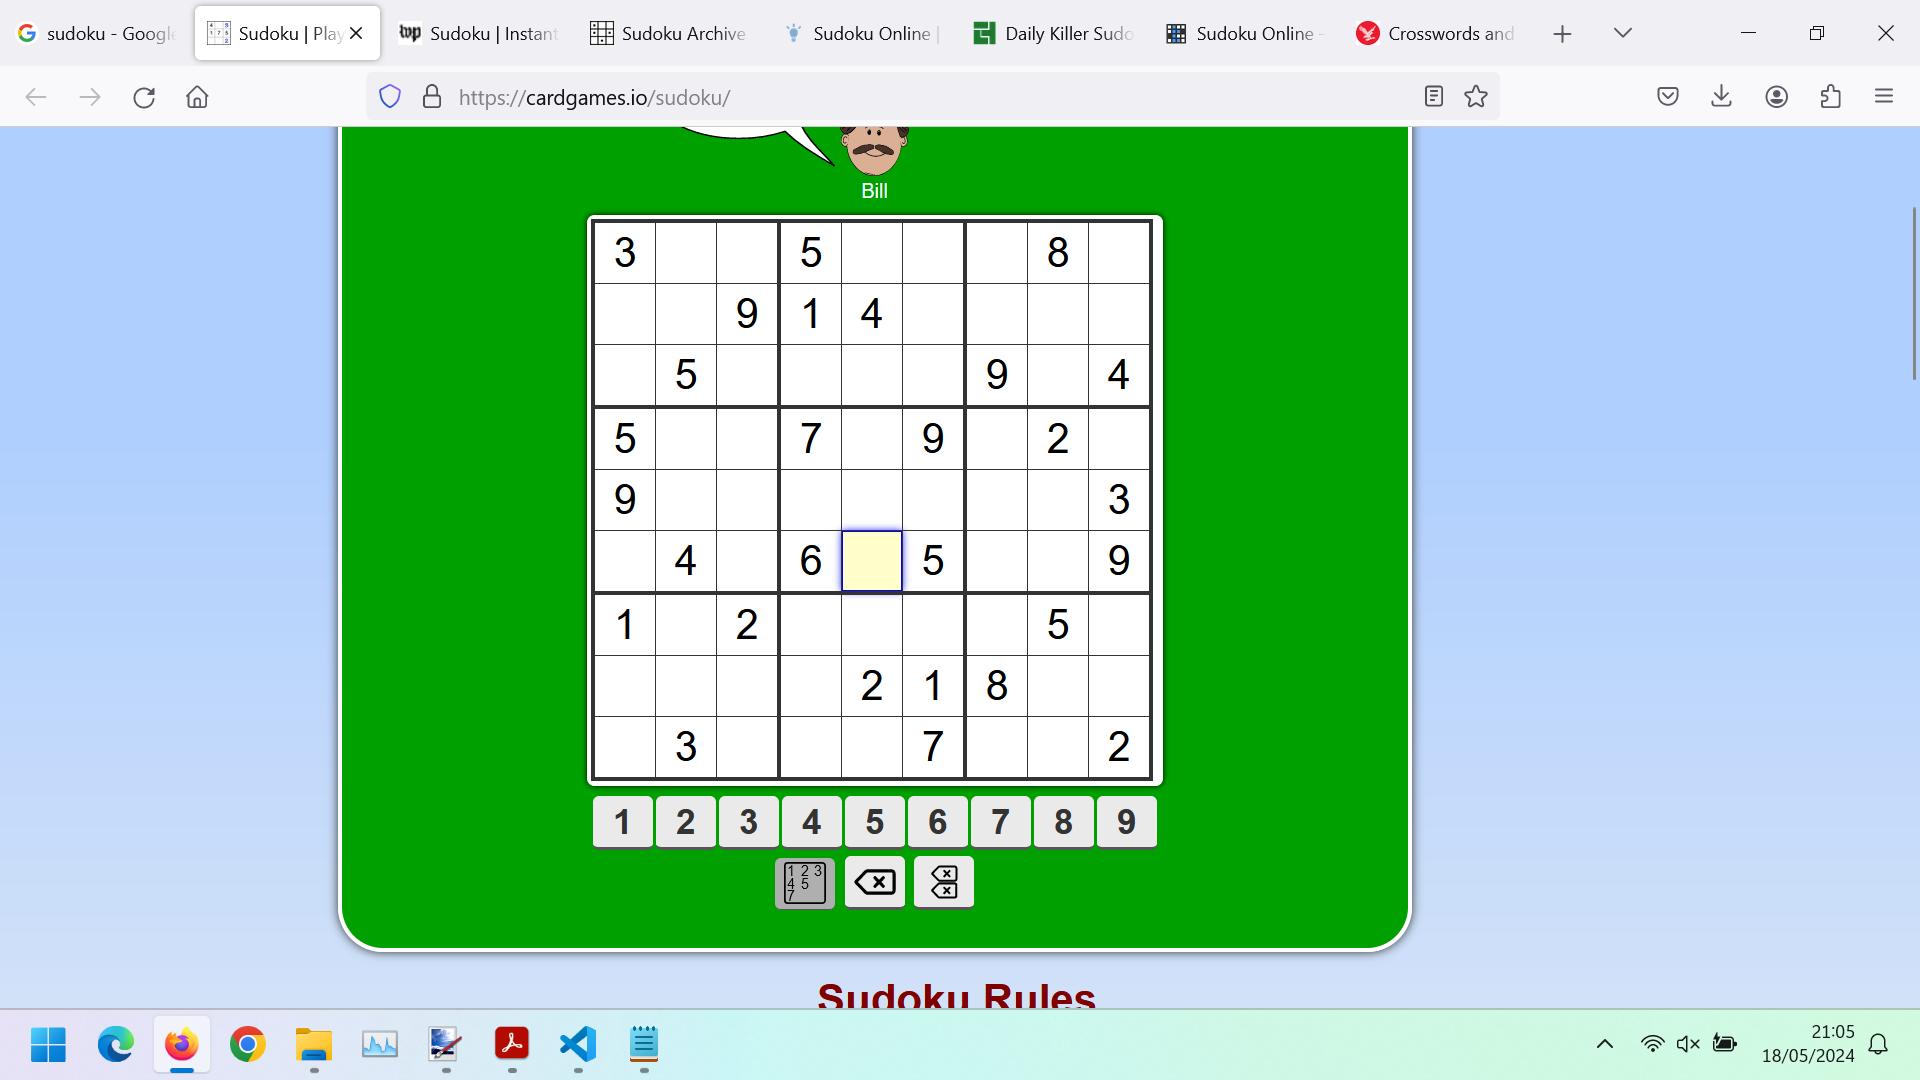 sudoku - Google
Sudoku | Play
wp
Sudoku | Instant
Sudoku Archive
Sudoku Online |
Daily Killer Sudo
Sudoku Online -
Crosswords and
https://cardgames.io/sudoku/
Bill
3 5 8
9 1 4
5 9 4
5 7 9 2
9 3
4 6 5 9
1 2 5
2 1 8
3 7 2
1 2 3 4 5 6 7 8 9
1 2 3
4 5
7
Sudoku Rules
21:05
18/05/2024